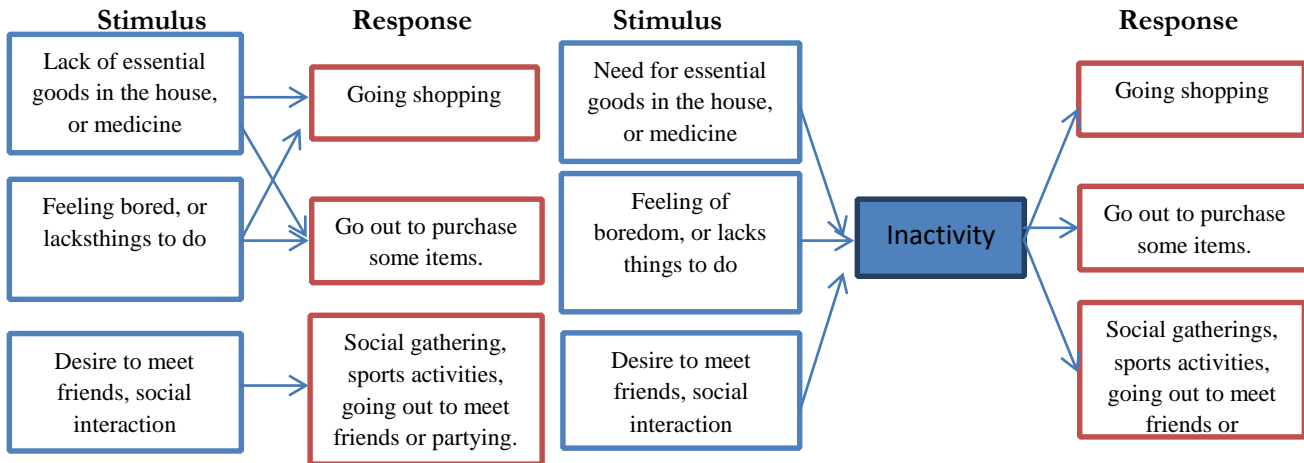 Stimulus
Response
Stimulus
Response
Lack of essential
goods in the house,
or medicine
Going shopping
Feeling bored, or
lacksthings to do
Go out to purchase
some items.
Desire to meet
friends, social
interaction
Social gathering,
sports activities,
going out to meet
friends or partying.
Need for essential
goods in the house,
or medicine
Feeling of
boredom, or lacks
things to do
Desire to meet
friends, social
interaction
Inactivity
Going shopping
Go out to purchase
some items.
Social gatherings,
sports activities,
going out to meet
friends or